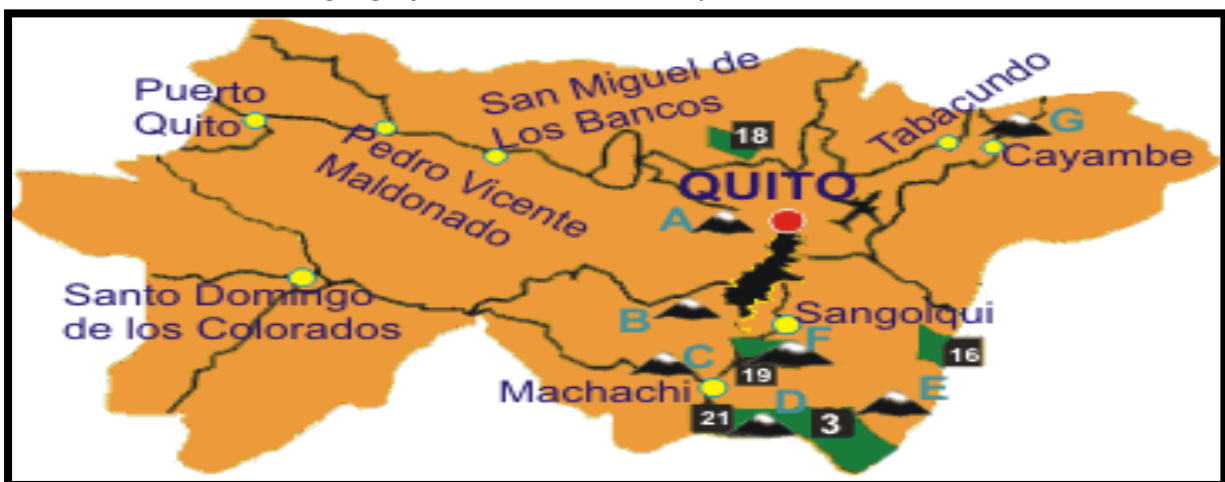 Puerto
Quito
Pedro Vicente
Maldonado
San Miguel de
Los Bancos
18
Tabacundo
G
Cayambe
QUITO
A
Santo Domingo
de los Colorados
B
Sangolqui
C
F
16
Machachi
19
E
21
D
3